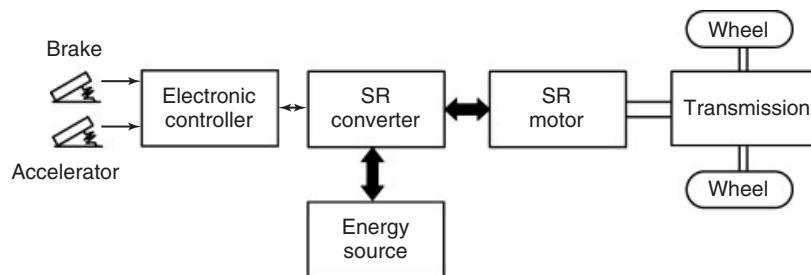 Brake
Accelerator
Electronic
controller
SR
converter
Energy
source
SR
motor
Transmission
Wheel
Wheel